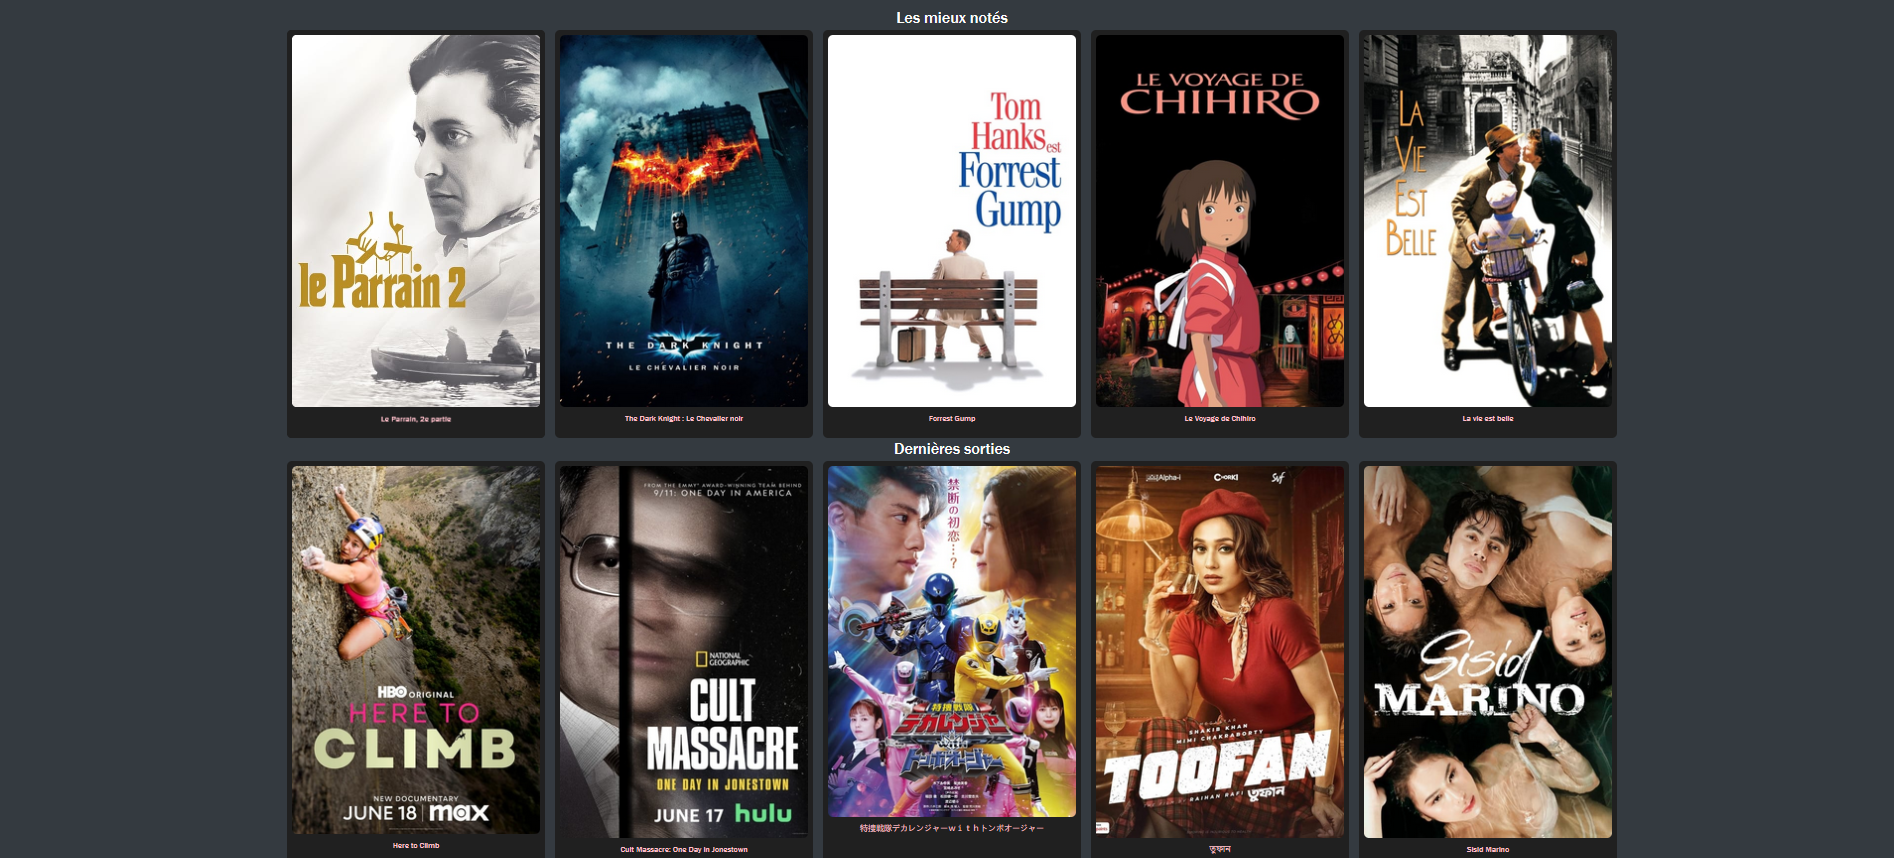 Les mieux notés
le Parrain 2
Le Parrain, 2e partie
THE DARK KNIGHT
LE CHEVALIER NOIR
The Dark Knight : Le Chevalier noir
Tom
Hanks est
Forrest
Gump
Forrest Gump
LE VOYAGE DE
CHIHIRO
Le Voyage de Chihiro
LA
VIE
EST
BELLE
La vie est belle
Dernières sorties
HBO ORIGINAL
HERE TO
CLIMB
NEW DOCUMENTARY
JUNE 18 | max
Here to Climb
FROM THE EMMY® AWARD-WINNING TEAM BEHIND
9/11: ONE DAY IN AMERICA
NATIONAL
GEOGRAPHIC
CULT
MASSACRE
ONE DAY IN JONESTOWN
JUNE 17 hulu
Cult Massacre: One Day in Jonestown
禁断の初恋…?
特捜戦隊
デカレンジャー
with
トンボオージャー
特捜戦隊デカレンジャーｗｉｔｈトンボオージャー
Alpha-i
CHORKI
SVF
SHAKIB KHAN
MIMI CHAKRABORTY
TOOFAN
RAIHAN RAFI তুফান
তুফান
Sisid
MARINO
Sisid Marino